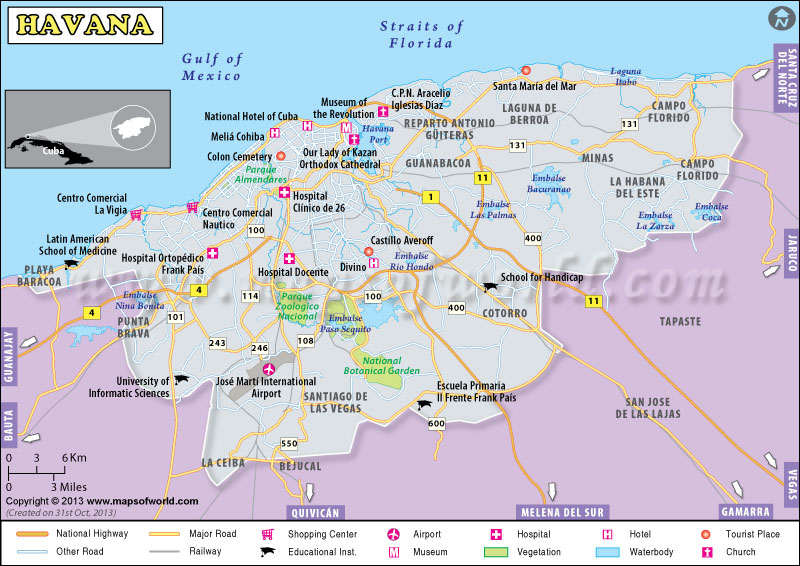 HAVANA
Straits of
Florida
Gulf of
Mexico
SANTA CRUZ
DEL NORTE
Cuba
Santa María del Mar
Laguna
Itabo
C.P.N. Aracelio
Iglesias Diaz
Museum of
the Revolution
National Hotel of Cuba
Meliá Cohiba
Colon Cemetery
Havana
Port
REPARTO ANTONIO
GÜITERAS
LAGUNA DE
BERROA
CAMPO
FLORIDO
131
131
Our Lady of Kazan
Orthodox Cathedral
GUANABACOA
MINAS
CAMPO
FLORIDO
Parque
Almendares
11
Embalse
Bacuranao
LA HABANA
DEL ESTE
1
Hospital
Clínico de 26
Centro Comercial
La Vigia
Centro Comercial
Nautico
Embalse
Las Palmas
Embalse
La Zarza
Embalse
Coca
100
400
Latin American
School of Medicine
Castillo Averoff
JARUCO
Hospital Ortopédico
Frank País
Hospital Docente
Divino
Embalse
Rio Hondo
PLAYA
BARACOA
School for Handicap
www.mapsofworld.com
4
4
Embalse
Nina Bonita
114
Parque
Zoologico
Nacional
100
400
11
COTORRO
TAPASTE
PUNTA
BRAVA
101
Embalse
Paso Sequito
GUANAJAY
243
246
108
National
Botanical Garden
University of
Informatic Sciences
José Martí International
Airport
SANTIAGO DE
LAS VEGAS
Escuela Primaria
II Frente Frank País
SAN JOSE
DE LAS LAJAS
BAUTA
600
550
LA CEIBA
BEJUCAL
VEGAS
0 3 6 Km
0 3 Miles
Copyright © 2013 www.mapsofworld.com
(Created on 31st Oct, 2013)
QUIVICÁN
MELENA DEL SUR
GAMARRA
National Highway
Major Road
Shopping Center
Airport
Hospital
Hotel
Tourist Place
Other Road
Railway
Educational Inst.
Museum
Vegetation
Waterbody
Church